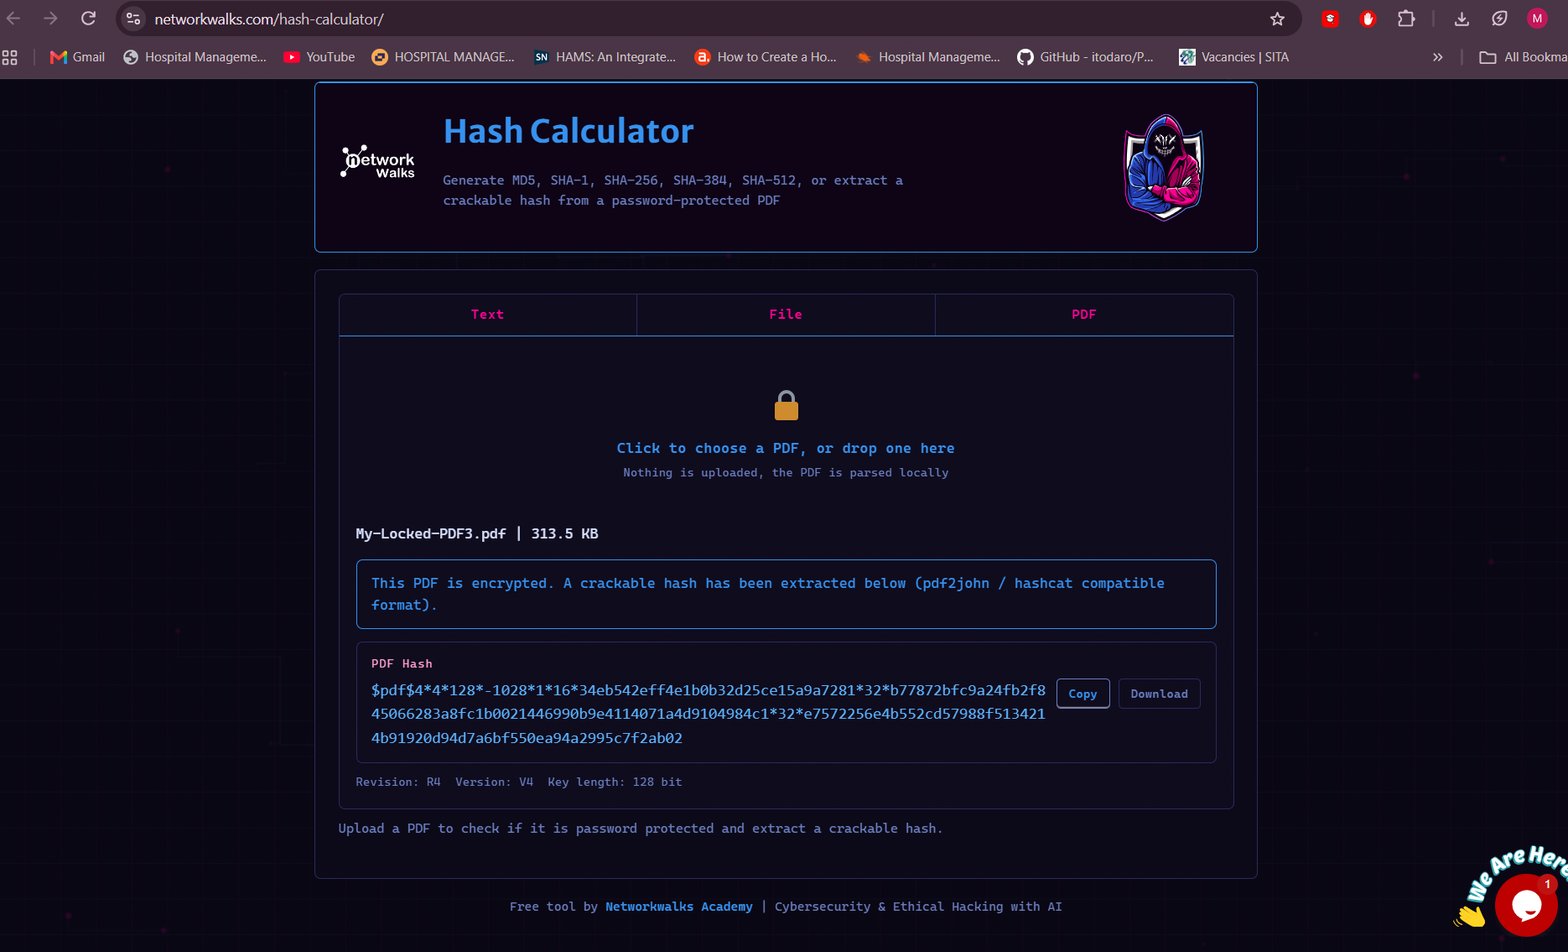 networkwalks.com/hash-calculator/
M
Gmail
Hospital Manageme...
YouTube
HOSPITAL MANAGE...
SN
HAMS: An Integrate...
a.
How to Create a Ho...
Hospital Manageme...
GitHub - itodaro/P...
Vacancies | SITA
»
All Bookma
network
Walks
Hash Calculator
Generate MD5, SHA-1, SHA-256, SHA-384, SHA-512, or extract a
crackable hash from a password-protected PDF
Text
File
PDF
Click to choose a PDF, or drop one here
Nothing is uploaded, the PDF is parsed locally
My-Locked-PDF3.pdf | 313.5 KB
This PDF is encrypted. A crackable hash has been extracted below (pdf2john / hashcat compatible
format).
PDF Hash
$pdf$4*4*128*-1028*1*16*34eb542eff4e1b0b32d25ce15a9a7281*32*b77872bfc9a24fb2f8
45066283a8fc1b0021446990b9e4114071a4d9104984c1*32*e7572256e4b552cd57988f513421
4b91920d94d7a6bf550ea94a2995c7f2ab02
Copy
Download
Revision: R4 Version: V4 Key length: 128 bit
Upload a PDF to check if it is password protected and extract a crackable hash.
We Are Here
1
Free tool by Networkwalks Academy | Cybersecurity & Ethical Hacking with AI